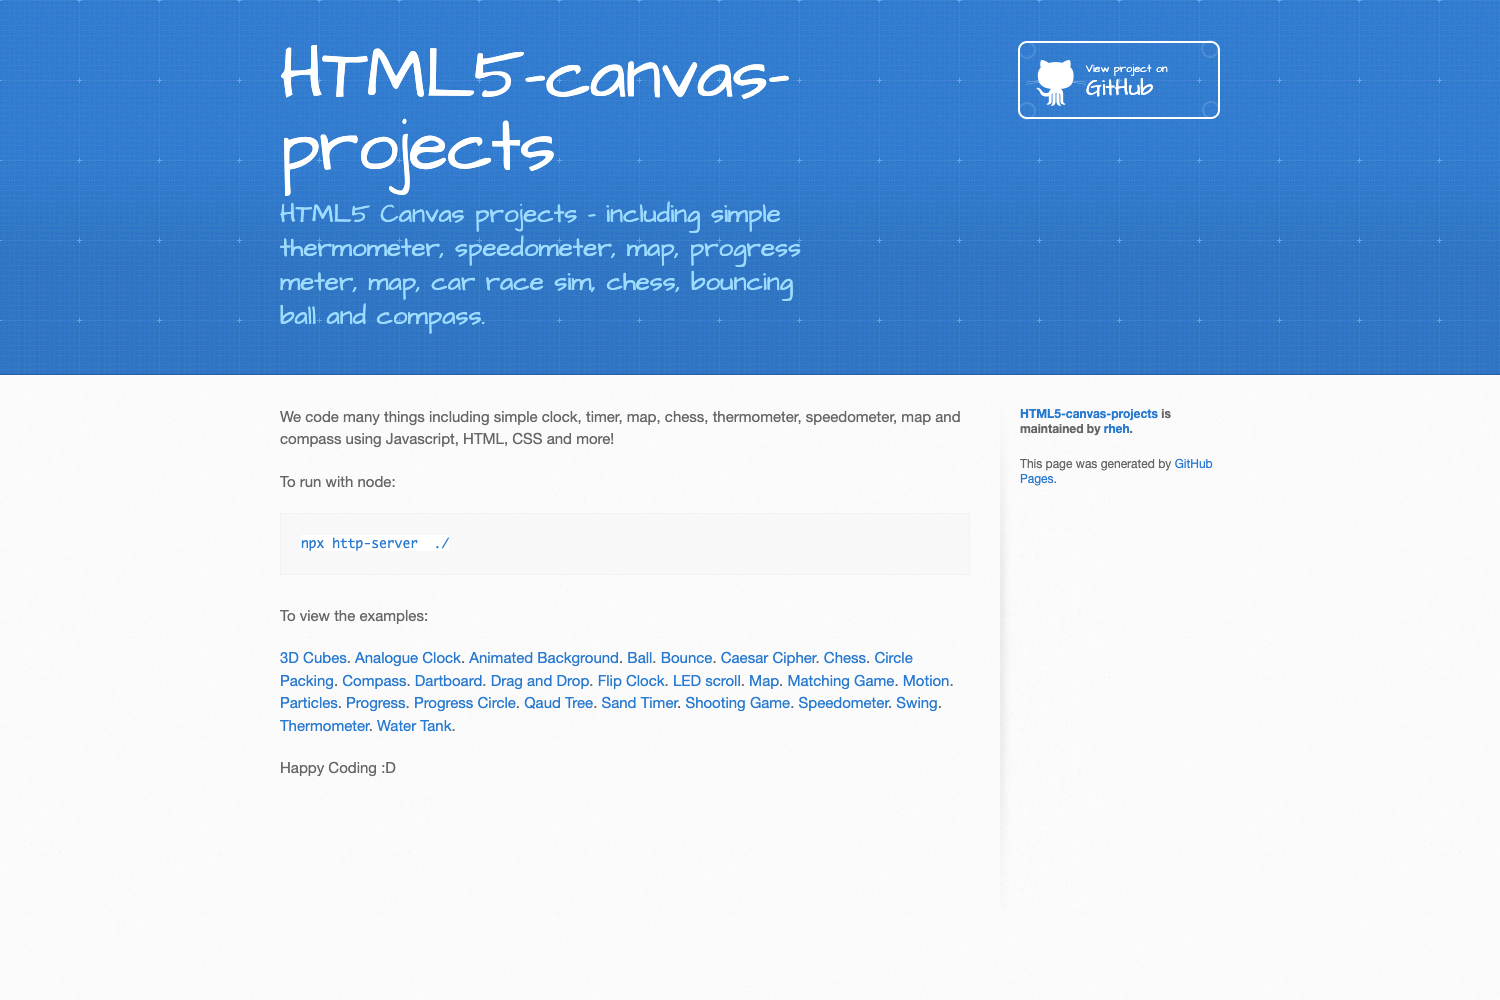 HTML5-canvas-
projects
View project on
GitHub
HTML5 Canvas projects - including simple
thermometer, speedometer, map, progress
meter, map, car race sim, chess, bouncing
ball and compass.
We code many things including simple clock, timer, map, chess, thermometer, speedometer, map and
compass using Javascript, HTML, CSS and more!
To run with node:
npx http-server  ./
To view the examples:
3D Cubes. Analogue Clock. Animated Background. Ball. Bounce. Caesar Cipher. Chess. Circle
Packing. Compass. Dartboard. Drag and Drop. Flip Clock. LED scroll. Map. Matching Game. Motion.
Particles. Progress. Progress Circle. Qaud Tree. Sand Timer. Shooting Game. Speedometer. Swing.
Thermometer. Water Tank.
Happy Coding :D
HTML5-canvas-projects is
maintained by rheh.
This page was generated by GitHub
Pages.